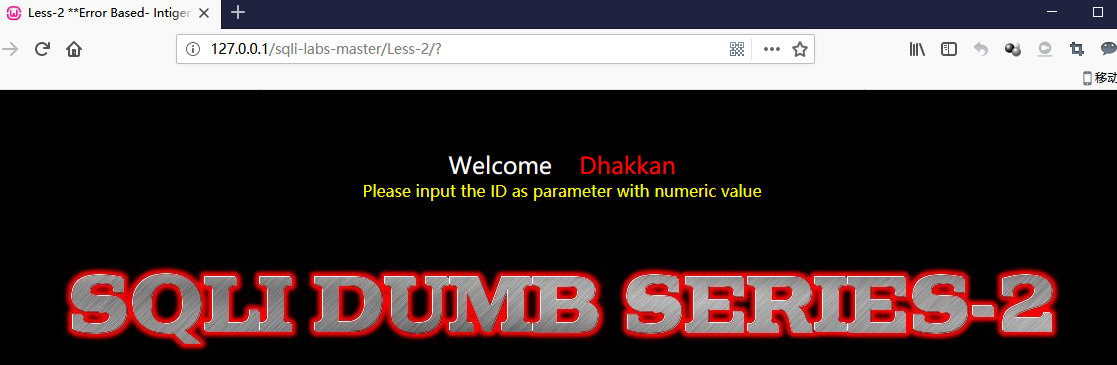 Less-2 **Error Based- Intiger
127.0.0.1/sqli-labs-master/Less-2/?
移动
Welcome Dhakkan
Please input the ID as parameter with numeric value
SQLI DUMB SERIES-2